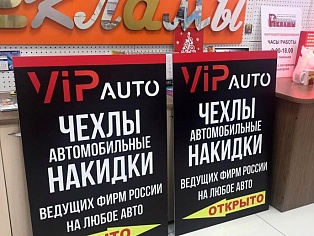 екламы
ViP AUTO
ЧЕХЛЫ
АВТОМОБИЛЬНЫЕ
НАКИДКИ
ВЕДУЩИХ ФИРМ РОССИИ
НА ЛЮБОЕ АВТО
ViP AUTO
ЧЕХЛЫ
АВТОМОБИЛЬНЫЕ
НАКИДКИ
ВЕДУЩИХ ФИРМ РОССИИ
НА ЛЮБОЕ АВТО
ОТКРЫТО
ЧАСЫ РАБОТЫ